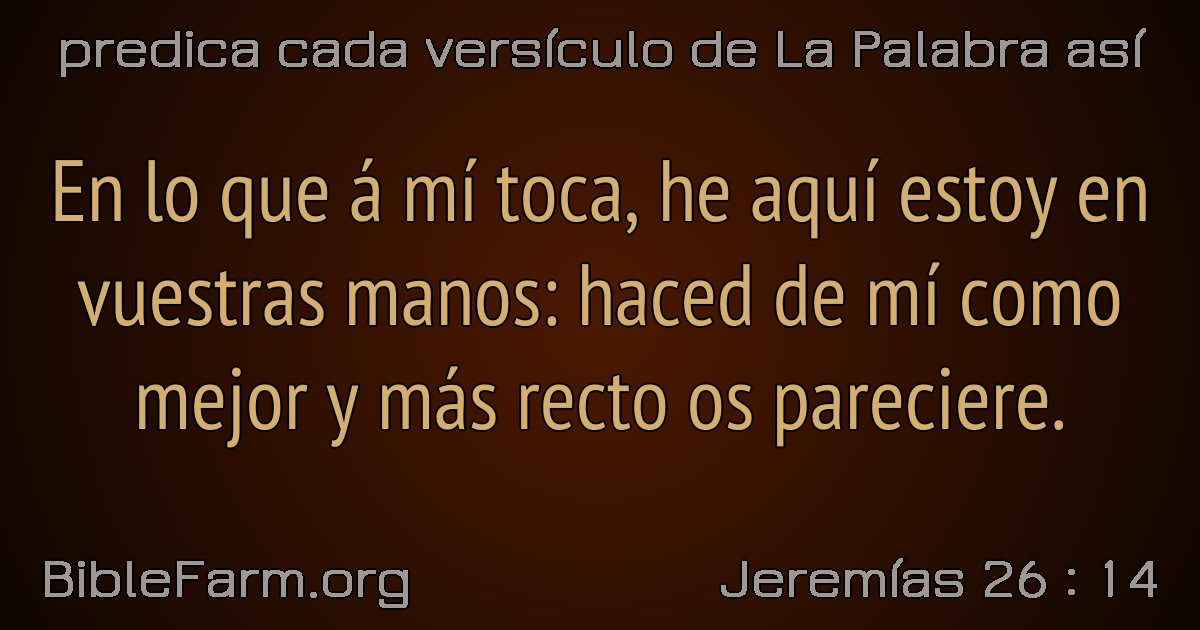 predica cada versículo de La Palabra así
En lo que á mí toca, he aquí estoy en
vuestras manos: haced de mí como
mejor y más recto os pareciere.
BibleFarm.org
Jeremías 26 : 14